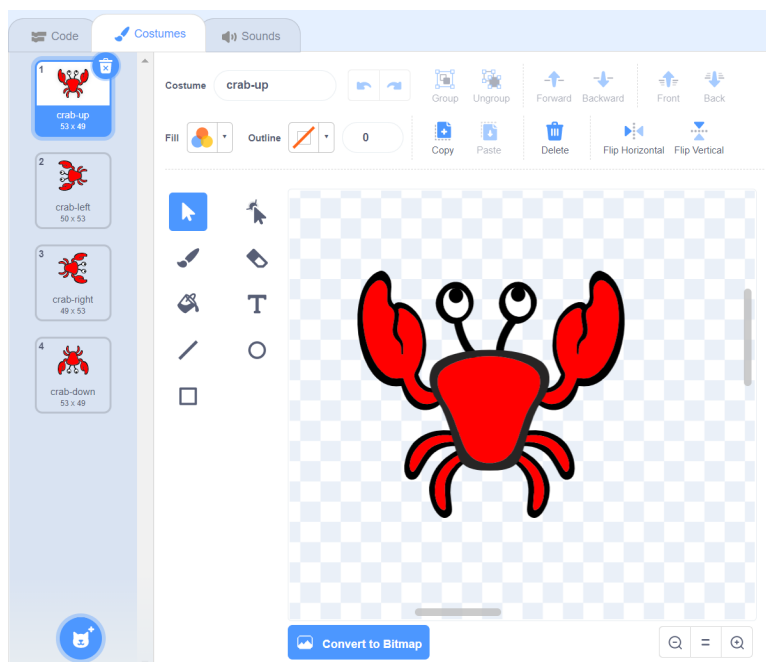 Code Costumes Sounds
1
crab-up
53 x 49
2
crab-left
50 x 53
3
crab-right
49 x 53
4
crab-down
53 x 49
Costume crab-up
Group Ungroup Forward Backward Front Back
Fill Outline 0
Copy Paste Delete Flip Horizontal Flip Vertical
T
Convert to Bitmap